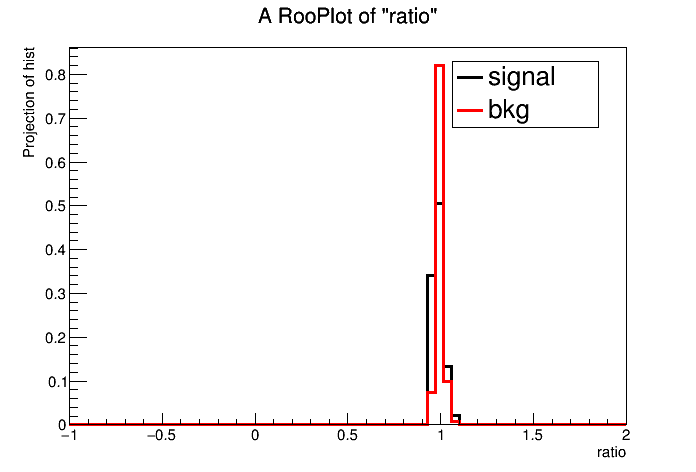 A RooPlot of "ratio"
Projection of hist
signal
bkg
0.8
0.7
0.6
0.5
0.4
0.3
0.2
0.1
0
−1 −0.5 0 0.5 1 1.5 2
ratio